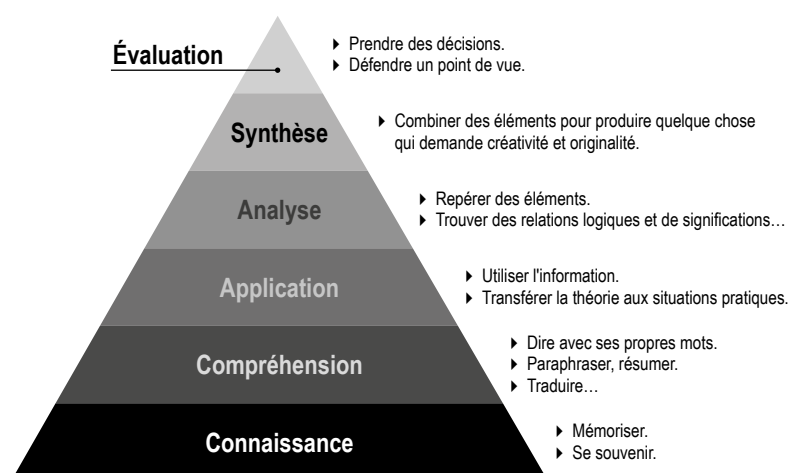 Évaluation
▶ Prendre des décisions.
▶ Défendre un point de vue.
Synthèse
▶ Combiner des éléments pour produire quelque chose
qui demande créativité et originalité.
Analyse
▶ Repérer des éléments.
▶ Trouver des relations logiques et de significations…
Application
▶ Utiliser l'information.
▶ Transférer la théorie aux situations pratiques.
Compréhension
▶ Dire avec ses propres mots.
▶ Paraphraser, résumer.
▶ Traduire…
Connaissance
▶ Mémoriser.
▶ Se souvenir.